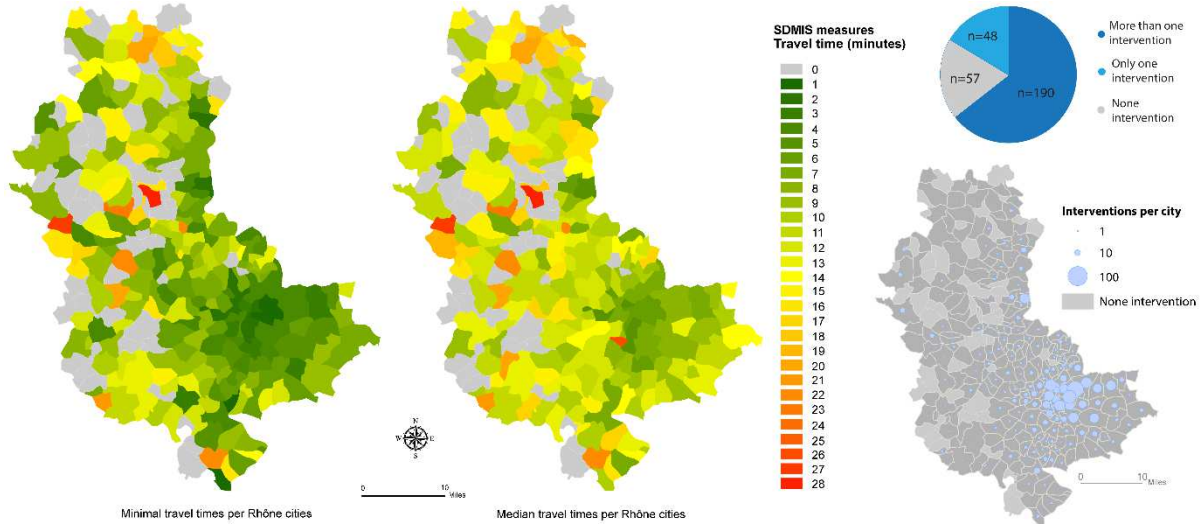 SDMIS measures
Travel time (minutes)
0
1
2
3
4
5
6
7
8
9
10
11
12
13
14
15
16
17
18
19
20
21
22
23
24
25
26
27
28
n=48
n=57
n=190
More than one
intervention
Only one
intervention
None
intervention
Interventions per city
1
10
100
None intervention
0 10
Miles
N
W E
S
0 10
Miles
Minimal travel times per Rhône cities
Median travel times per Rhône cities